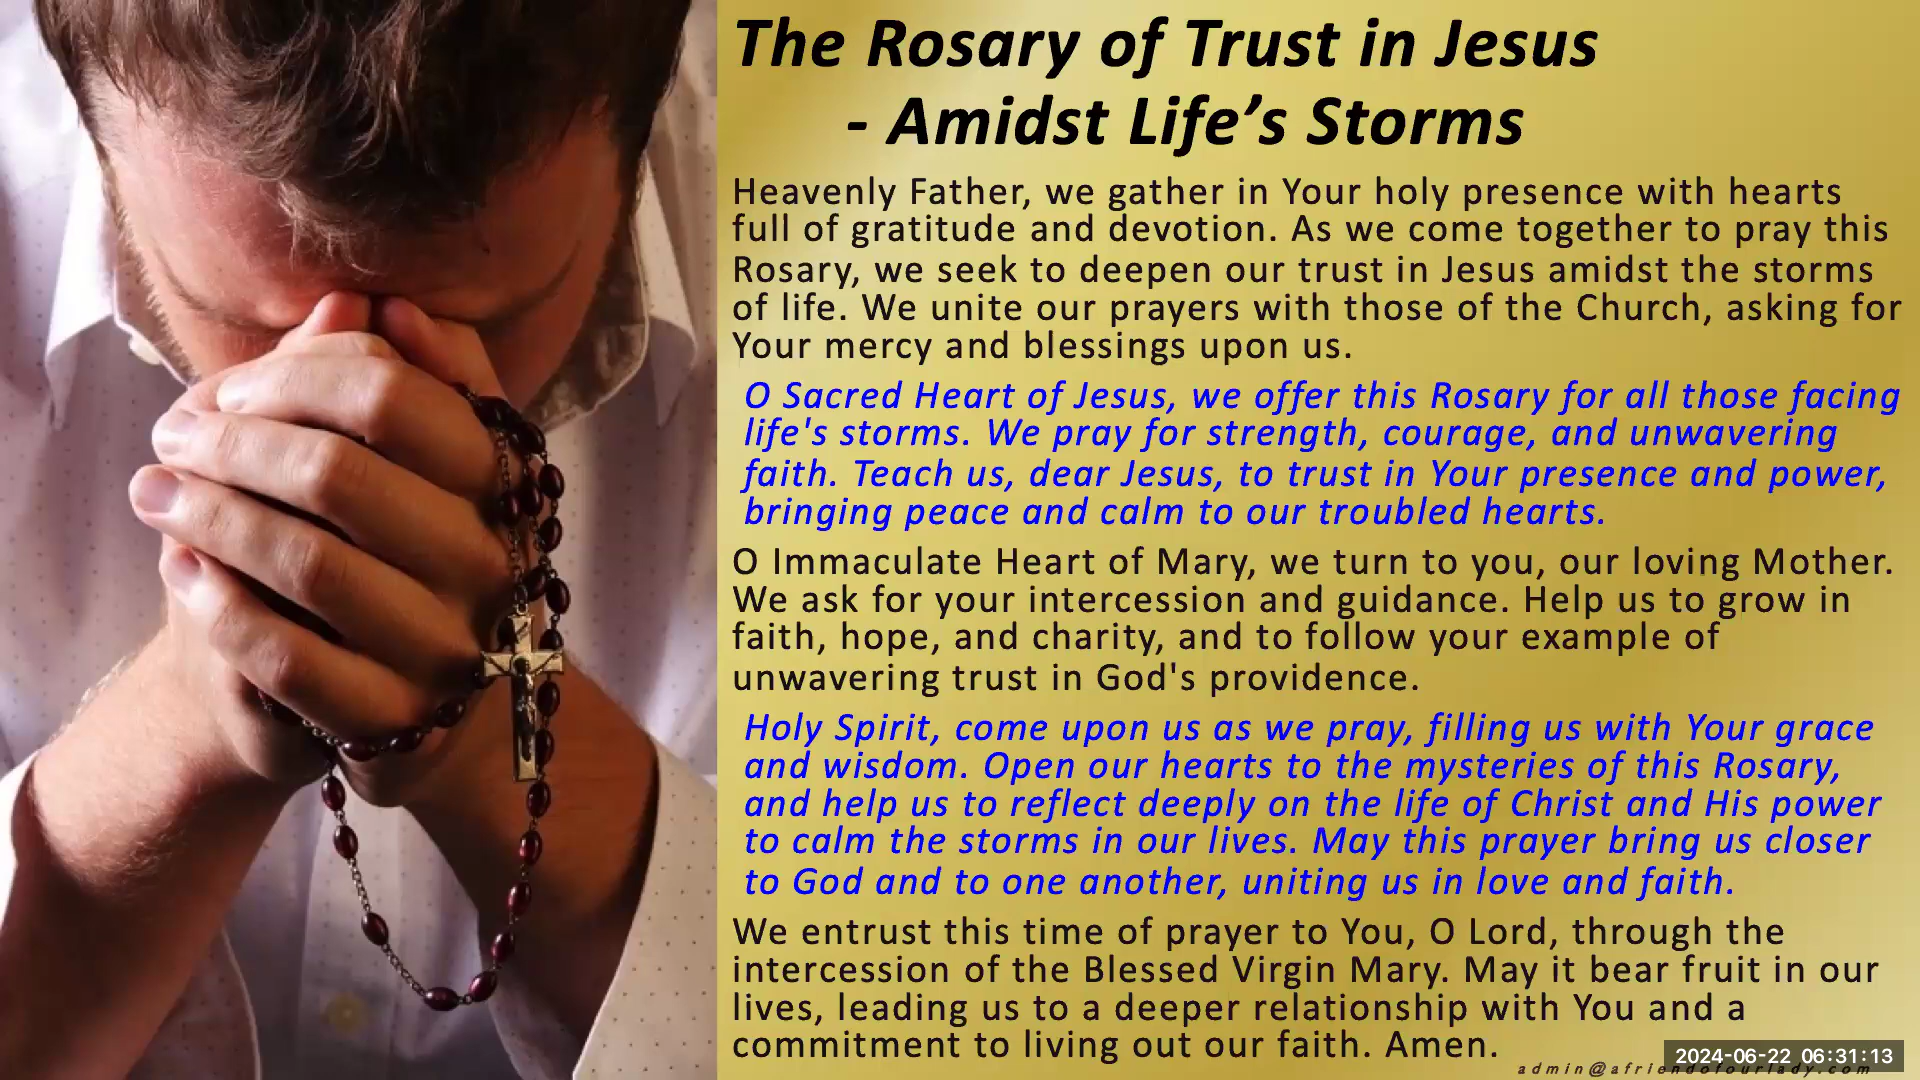 The Rosary of Trust in Jesus
- Amidst Life’s Storms
Heavenly Father, we gather in Your holy presence with hearts
full of gratitude and devotion. As we come together to pray this
Rosary, we seek to deepen our trust in Jesus amidst the storms
of life. We unite our prayers with those of the Church, asking for
Your mercy and blessings upon us.
O Sacred Heart of Jesus, we offer this Rosary for all those facing
life's storms. We pray for strength, courage, and unwavering
faith. Teach us, dear Jesus, to trust in Your presence and power,
bringing peace and calm to our troubled hearts.
O Immaculate Heart of Mary, we turn to you, our loving Mother.
We ask for your intercession and guidance. Help us to grow in
faith, hope, and charity, and to follow your example of
unwavering trust in God's providence.
Holy Spirit, come upon us as we pray, filling us with Your grace
and wisdom. Open our hearts to the mysteries of this Rosary,
and help us to reflect deeply on the life of Christ and His power
to calm the storms in our lives. May this prayer bring us closer
to God and to one another, uniting us in love and faith.
We entrust this time of prayer to You, O Lord, through the
intercession of the Blessed Virgin Mary. May it bear fruit in our
lives, leading us to a deeper relationship with You and a
commitment to living out our faith. Amen.
2024-06-22 06:31:13
admin@afriendofourlady.com